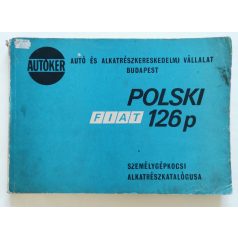 AUTÓKER
AUTÓ ÉS ALKATRÉSZKERESKEDELMI VÁLLALAT
BUDAPEST
POLSKI
FIAT 126p
SZEMÉLYGÉPKOCSI
ALKATRÉSZKATALÓGUSA